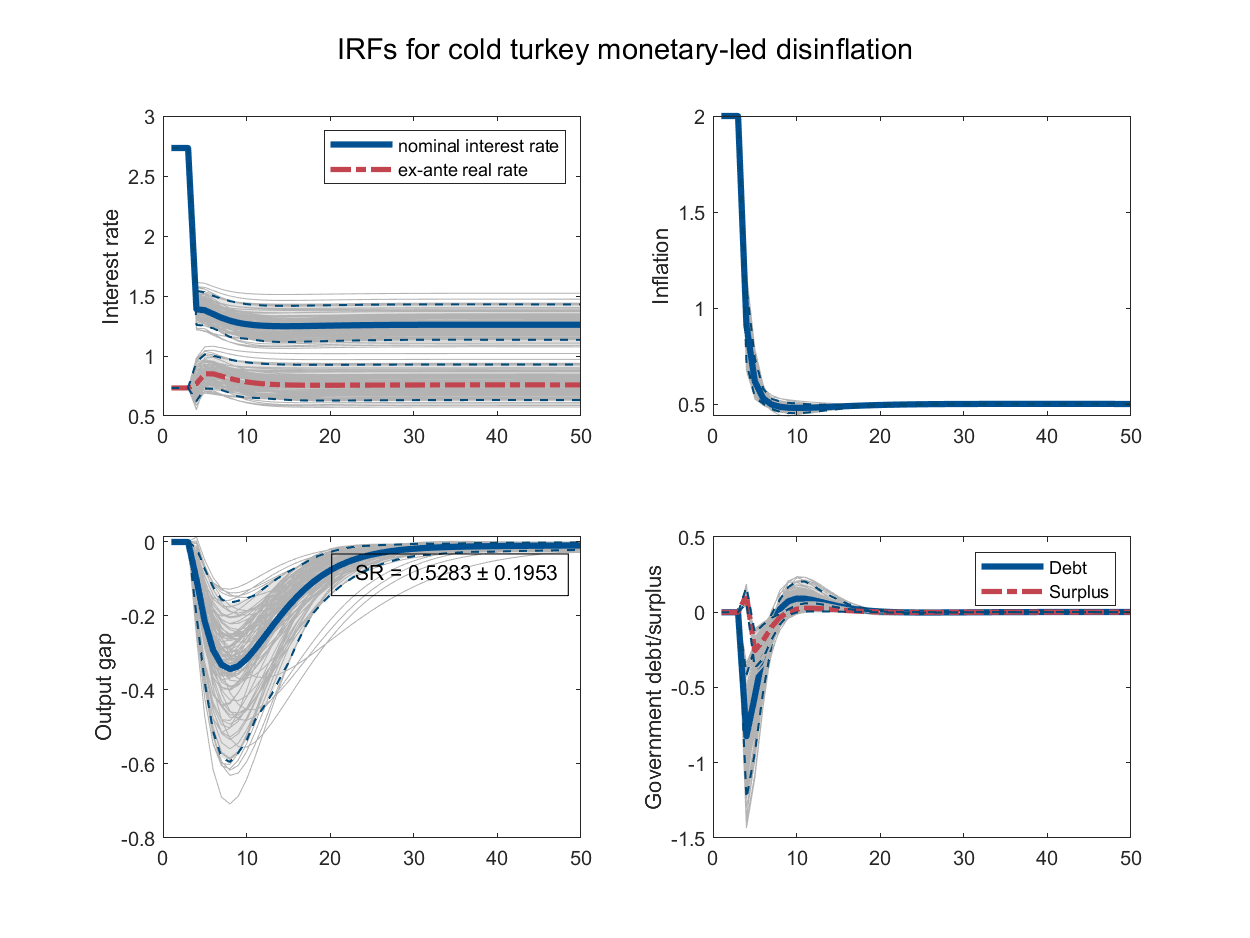 IRFs for cold turkey monetary-led disinflation
3
2.5
2
1.5
1
0.5
Interest rate
nominal interest rate
ex-ante real rate
0 10 20 30 40 50
2
1.5
1
0.5
Inflation
0 10 20 30 40 50
0
-0.2
-0.4
-0.6
-0.8
Output gap
SR = 0.5283 ± 0.1953
0 10 20 30 40 50
0.5
0
-0.5
-1
-1.5
Government debt/surplus
Debt
Surplus
0 10 20 30 40 50